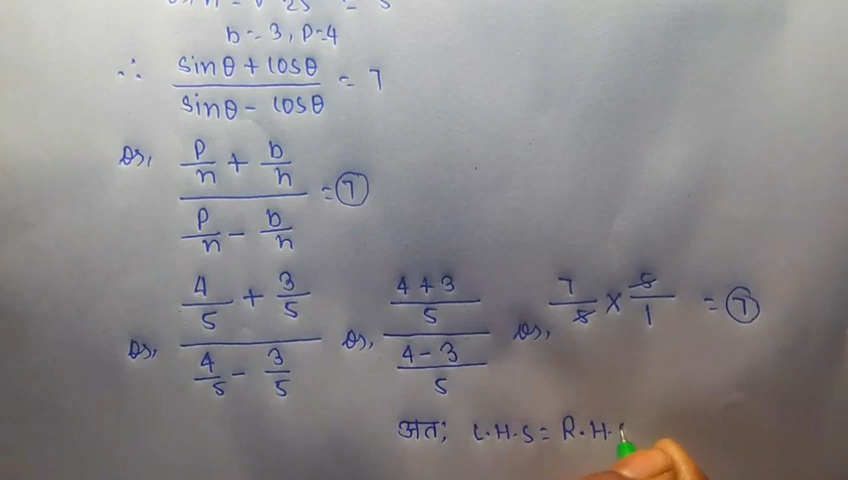 b = 3, p = 4
∴ sinθ + cosθ / sinθ - cosθ = 7
Or, p/h + b/h / p/h - b/h = 7
Or, 4/5 + 3/5 / 4/5 - 3/5 Or, 4+3/5 / 4-3/5 Or, 7/5 × 5/1 = 7
अतः L.H.S = R.H.